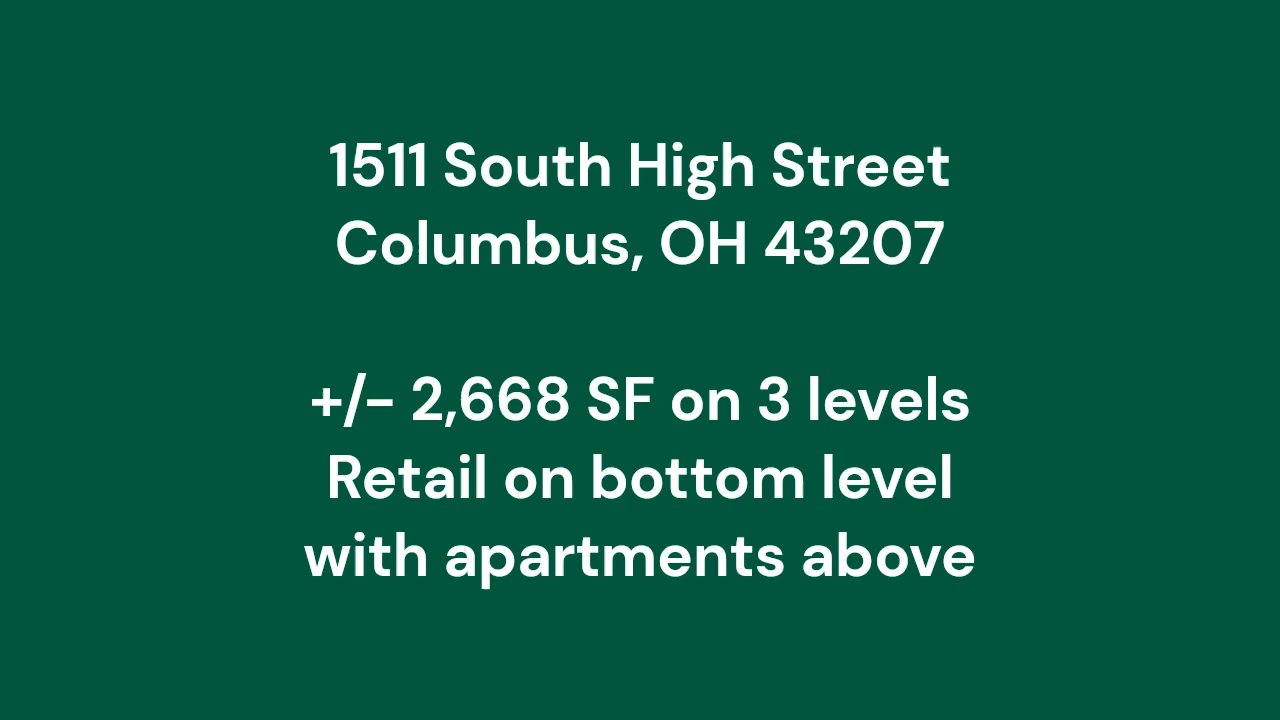 1511 South High Street
Columbus, OH 43207
+/- 2,668 SF on 3 levels
Retail on bottom level
with apartments above